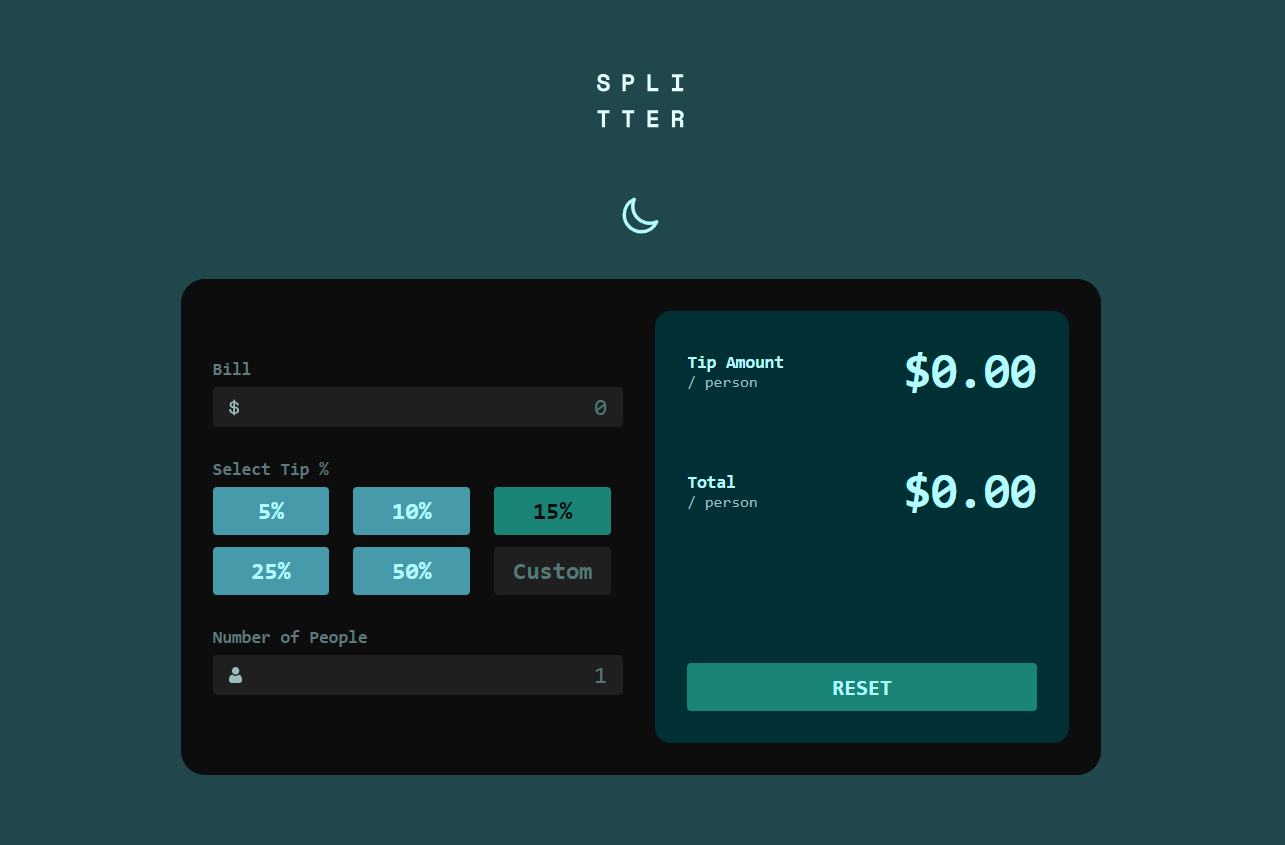 SPLI
TTER
Bill
$ 0
Select Tip %
5% 10% 15%
25% 50% Custom
Number of People
1
Tip Amount
/ person
$0.00
Total
/ person
$0.00
RESET